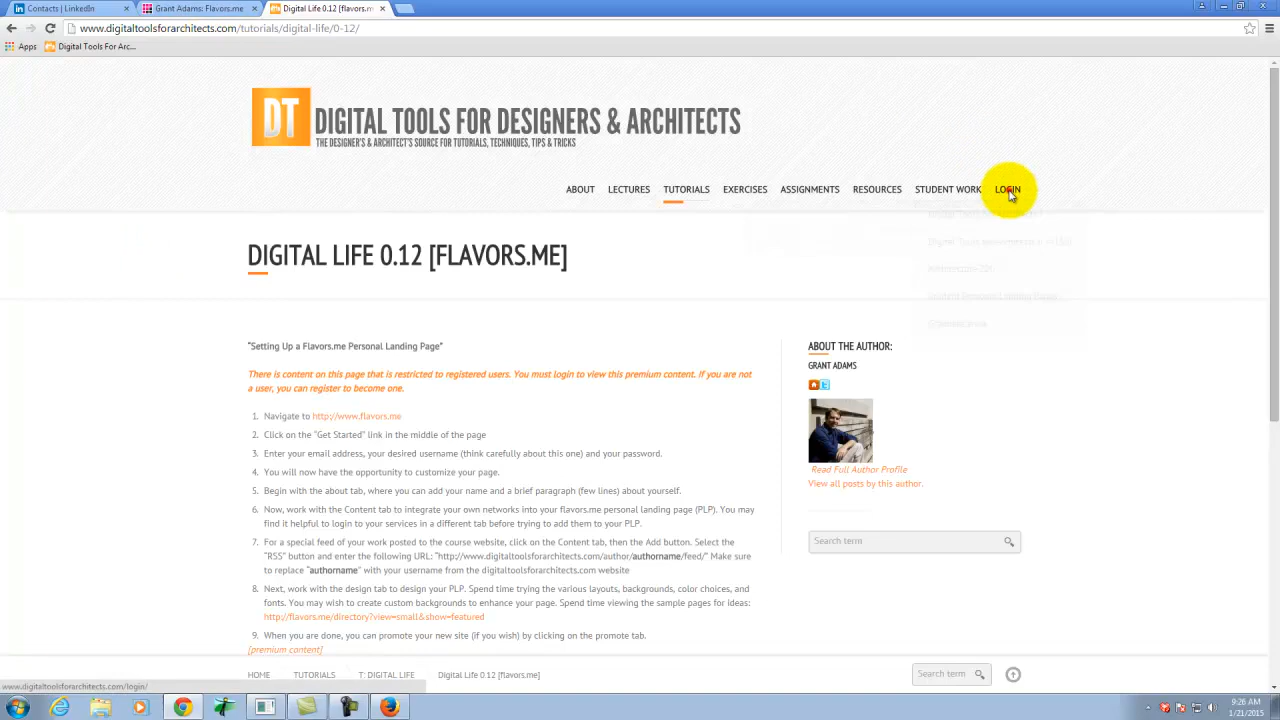 Contacts | LinkedIn
Grant Adams: Flavors.me
Digital Life 0.12 [flavors.m
www.digitaltoolsforarchitects.com/tutorials/digital-life/0-12/
Apps
Digital Tools For Arc...
DT
DIGITAL TOOLS FOR DESIGNERS & ARCHITECTS
THE DESIGNER'S & ARCHITECT'S SOURCE FOR TUTORIALS, TECHNIQUES, TIPS & TRICKS
ABOUT LECTURES TUTORIALS EXERCISES ASSIGNMENTS RESOURCES STUDENT WORK LOGIN
DIGITAL LIFE 0.12 [FLAVORS.ME]
"Setting Up a Flavors.me Personal Landing Page"
There is content on this page that is restricted to registered users. You must login to view this premium content. If you are not
a user, you can register to become one.
1. Navigate to http://www.flavors.me
2. Click on the "Get Started" link in the middle of the page
3. Enter your email address, your desired username (think carefully about this one) and your password.
4. You will now have the opportunity to customize your page.
5. Begin with the about tab, where you can add your name and a brief paragraph (few lines) about yourself.
6. Now, work with the Content tab to integrate your own networks into your flavors.me personal landing page (PLP). You may
find it helpful to login to your services in a different tab before trying to add them to your PLP.
7. For a special feed of your work posted to the course website, click on the Content tab, then the Add button. Select the
"RSS" button and enter the following URL: "http://www.digitaltoolsforarchitects.com/author/authorname/feed/" Make sure
to replace "authorname" with your username from the digitaltoolsforarchitects.com website
8. Next, work with the design tab to design your PLP. Spend time trying the various layouts, backgrounds, color choices, and
fonts. You may wish to create custom backgrounds to enhance your page. Spend time viewing the sample pages for ideas:
http://flavors.me/directory?view=small&show=featured
9. When you are done, you can promote your new site (if you wish) by clicking on the promote tab.
[premium content]
ABOUT THE AUTHOR:
GRANT ADAMS
Read Full Author Profile
View all posts by this author.
Search term
HOME TUTORIALS T: DIGITAL LIFE Digital Life 0.12 [flavors.me]
Search term
www.digitaltoolsforarchitects.com/login/
9:26 AM
1/21/2015